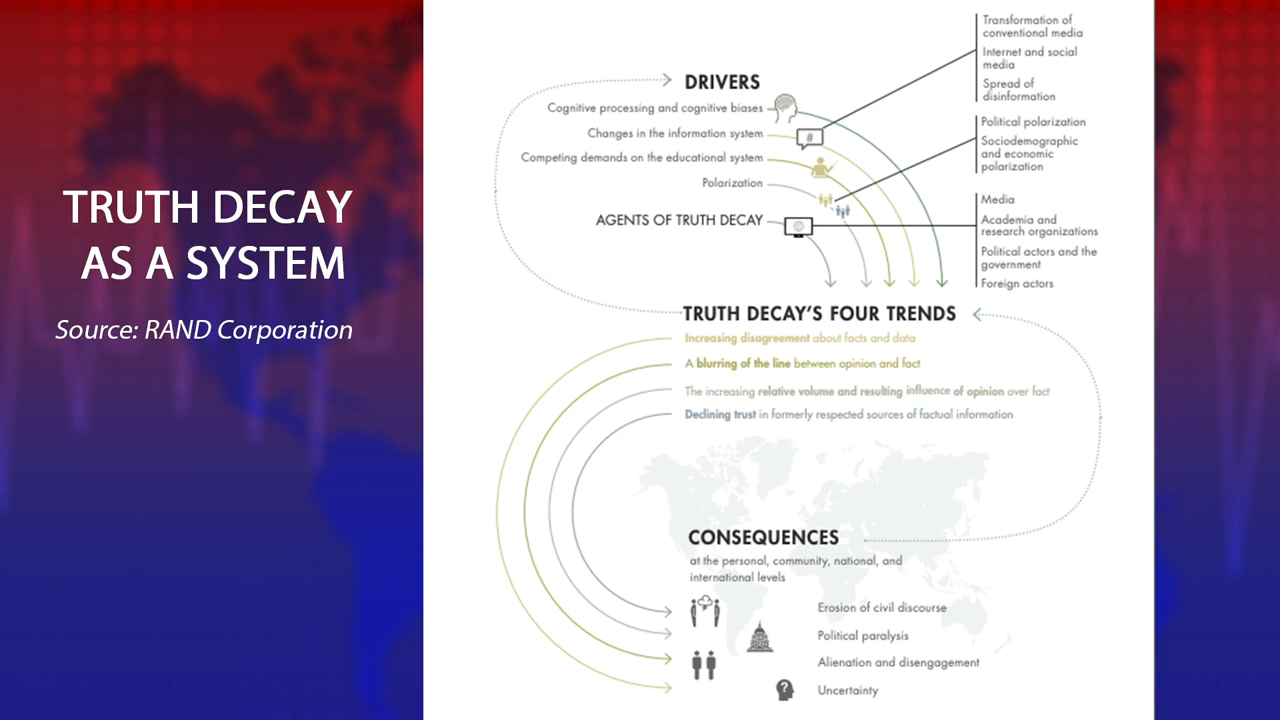 TRUTH DECAY
AS A SYSTEM
Source: RAND Corporation
DRIVERS
Cognitive processing and cognitive biases
Changes in the information system
#
Competing demands on the educational system
Polarization
AGENTS OF TRUTH DECAY
Transformation of
conventional media
Internet and social
media
Spread of
disinformation
Political polarization
Sociodemographic
and economic
polarization
Media
Academia and
research organizations
Political actors and the
government
Foreign actors
TRUTH DECAY'S FOUR TRENDS
Increasing disagreement about facts and data
A blurring of the line between opinion and fact
The increasing relative volume and resulting influence of opinion over fact
Declining trust in formerly respected sources of factual information
CONSEQUENCES
at the personal, community, national, and
international levels
Erosion of civil discourse
Political paralysis
Alienation and disengagement
?
Uncertainty